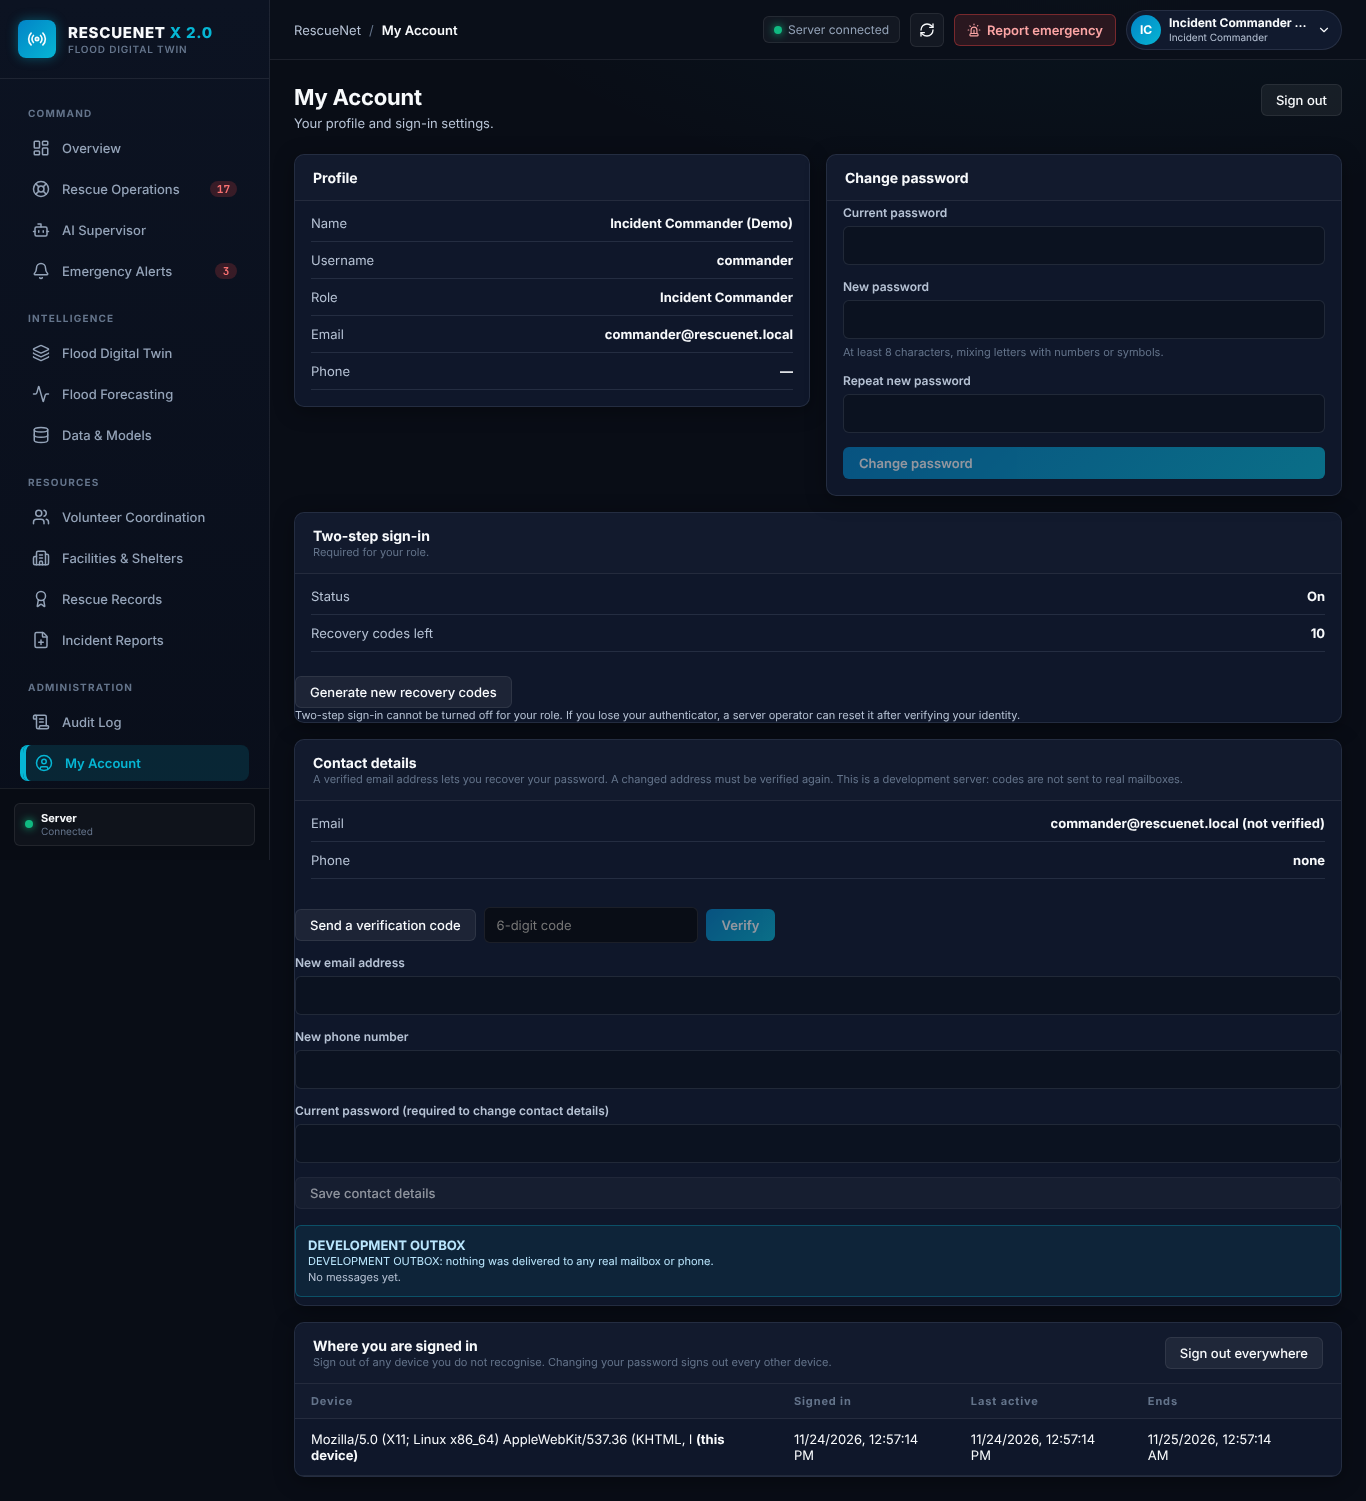 RESCUENET X 2.0
FLOOD DIGITAL TWIN
COMMAND
Overview
Rescue Operations 17
AI Supervisor
Emergency Alerts 3
INTELLIGENCE
Flood Digital Twin
Flood Forecasting
Data & Models
RESOURCES
Volunteer Coordination
Facilities & Shelters
Rescue Records
Incident Reports
ADMINISTRATION
Audit Log
My Account
Server
Connected
RescueNet / My Account
Server connected
Report emergency
IC
Incident Commander ...
Incident Commander
My Account
Your profile and sign-in settings.
Sign out
Profile
Name Incident Commander (Demo)
Username commander
Role Incident Commander
Email commander@rescuenet.local
Phone —
Change password
Current password
New password
At least 8 characters, mixing letters with numbers or symbols.
Repeat new password
Change password
Two-step sign-in
Required for your role.
Status On
Recovery codes left 10
Generate new recovery codes
Two-step sign-in cannot be turned off for your role. If you lose your authenticator, a server operator can reset it after verifying your identity.
Contact details
A verified email address lets you recover your password. A changed address must be verified again. This is a development server: codes are not sent to real mailboxes.
Email commander@rescuenet.local (not verified)
Phone none
Send a verification code 6-digit code Verify
New email address
New phone number
Current password (required to change contact details)
Save contact details
DEVELOPMENT OUTBOX
DEVELOPMENT OUTBOX: nothing was delivered to any real mailbox or phone.
No messages yet.
Where you are signed in
Sign out of any device you do not recognise. Changing your password signs out every other device.
Sign out everywhere
Device Signed in Last active Ends
Mozilla/5.0 (X11; Linux x86_64) AppleWebKit/537.36 (KHTML, l (this 11/24/2026, 12:57:14 11/24/2026, 12:57:14 11/25/2026, 12:57:14
device) PM PM AM